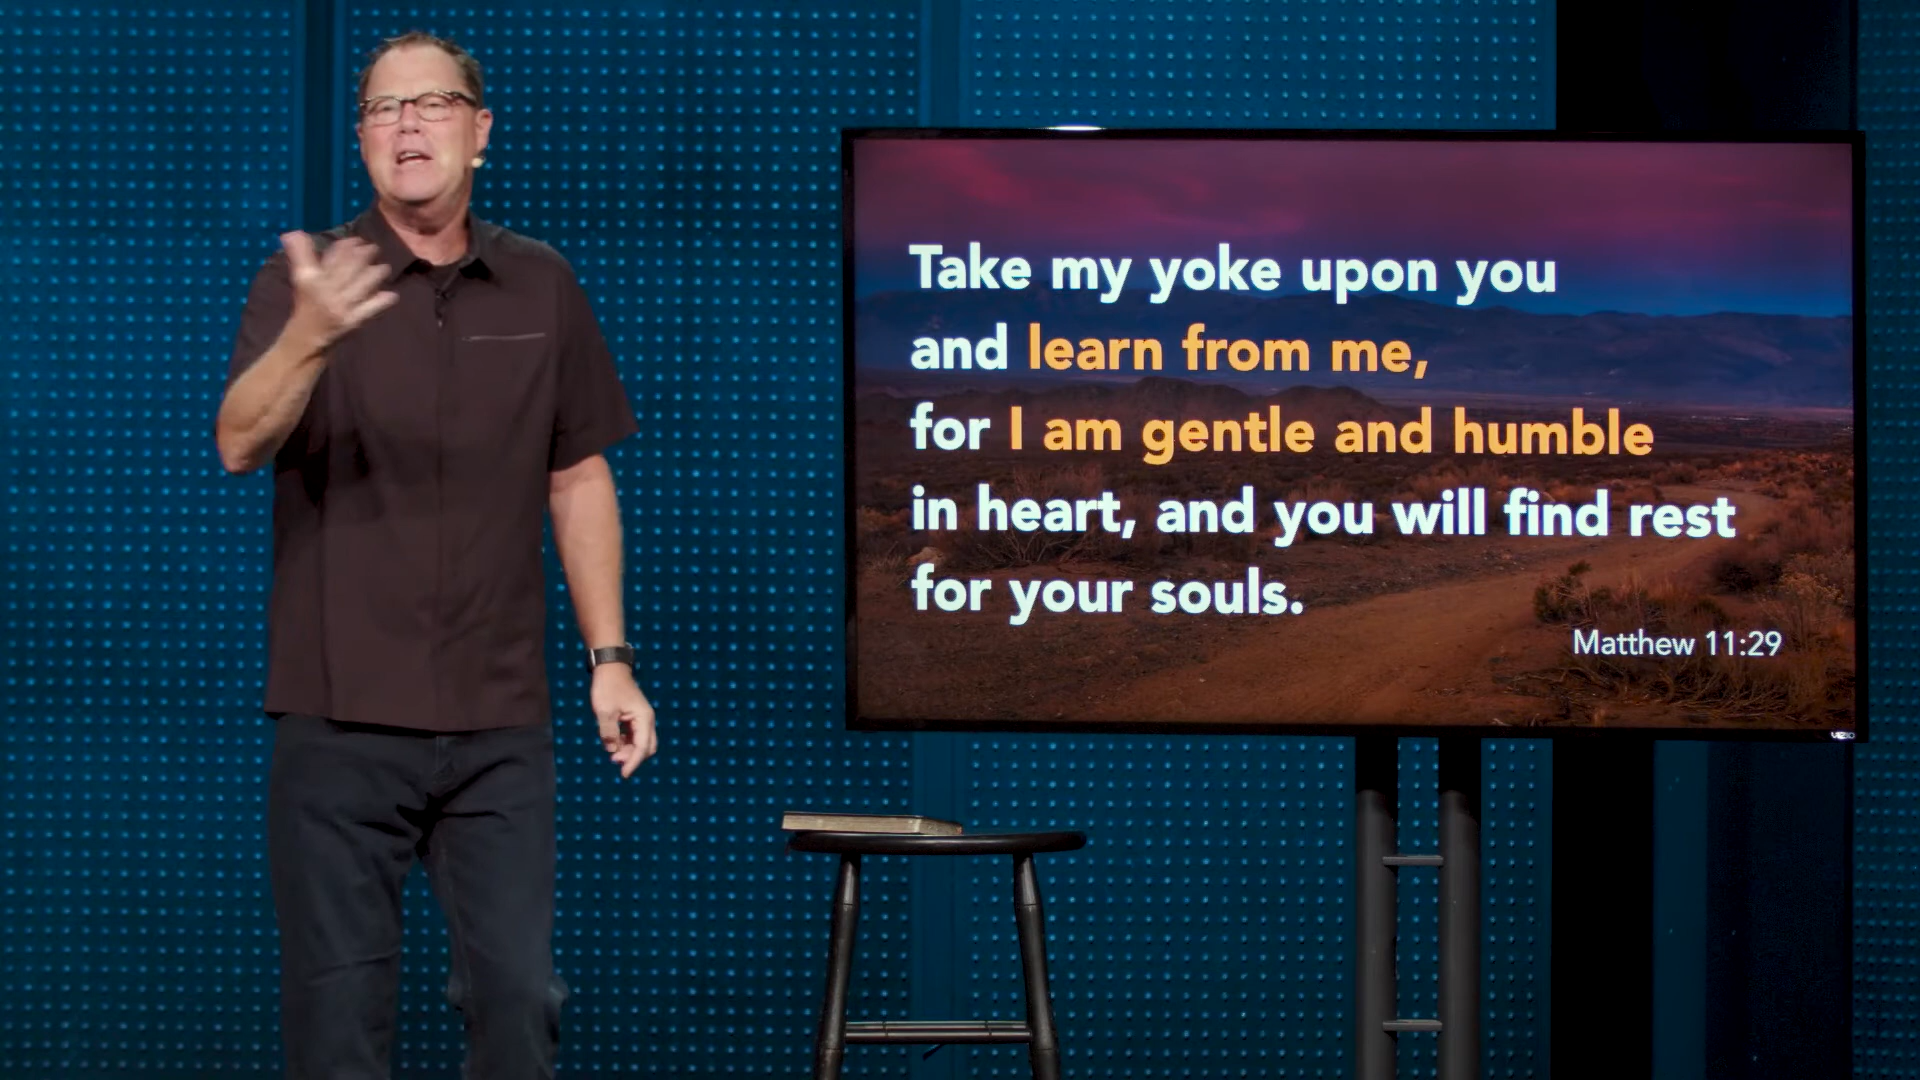 Take my yoke upon you
and learn from me,
for I am gentle and humble
in heart, and you will find rest
for your souls.
Matthew 11:29
VIZIO